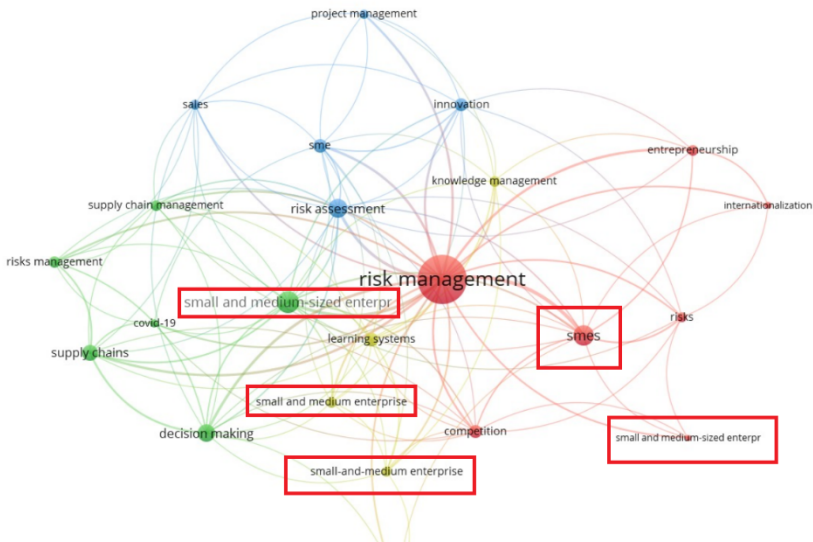 project management
sales
innovation
sme
entrepreneurship
knowledge management
supply chain management
risk assessment
internationalization
risks management
risk management
small and medium-sized enterpr
covid-19
risks
smes
learning systems
supply chains
small and medium enterprise
decision making
competition
small and medium-sized enterpr
small-and-medium enterprise